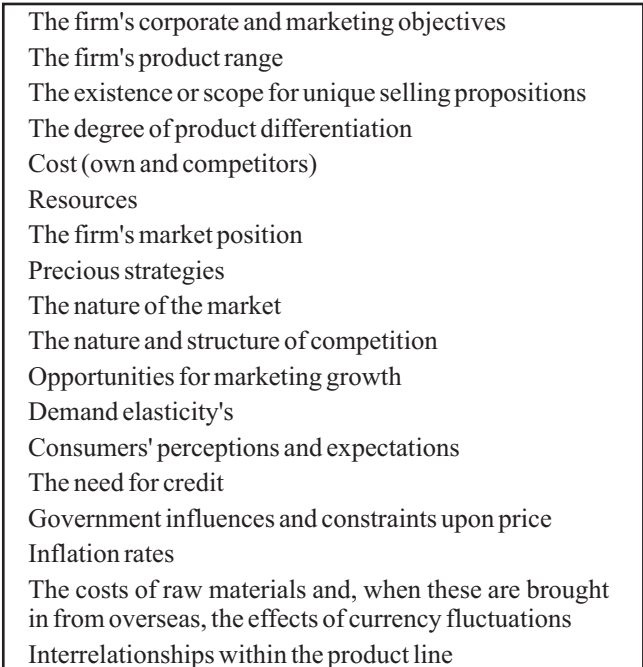 The firm's corporate and marketing objectives
The firm's product range
The existence or scope for unique selling propositions
The degree of product differentiation
Cost (own and competitors)
Resources
The firm's market position
Precious strategies
The nature of the market
The nature and structure of competition
Opportunities for marketing growth
Demand elasticity's
Consumers' perceptions and expectations
The need for credit
Government influences and constraints upon price
Inflation rates
The costs of raw materials and, when these are brought
in from overseas, the effects of currency fluctuations
Interrelationships within the product line